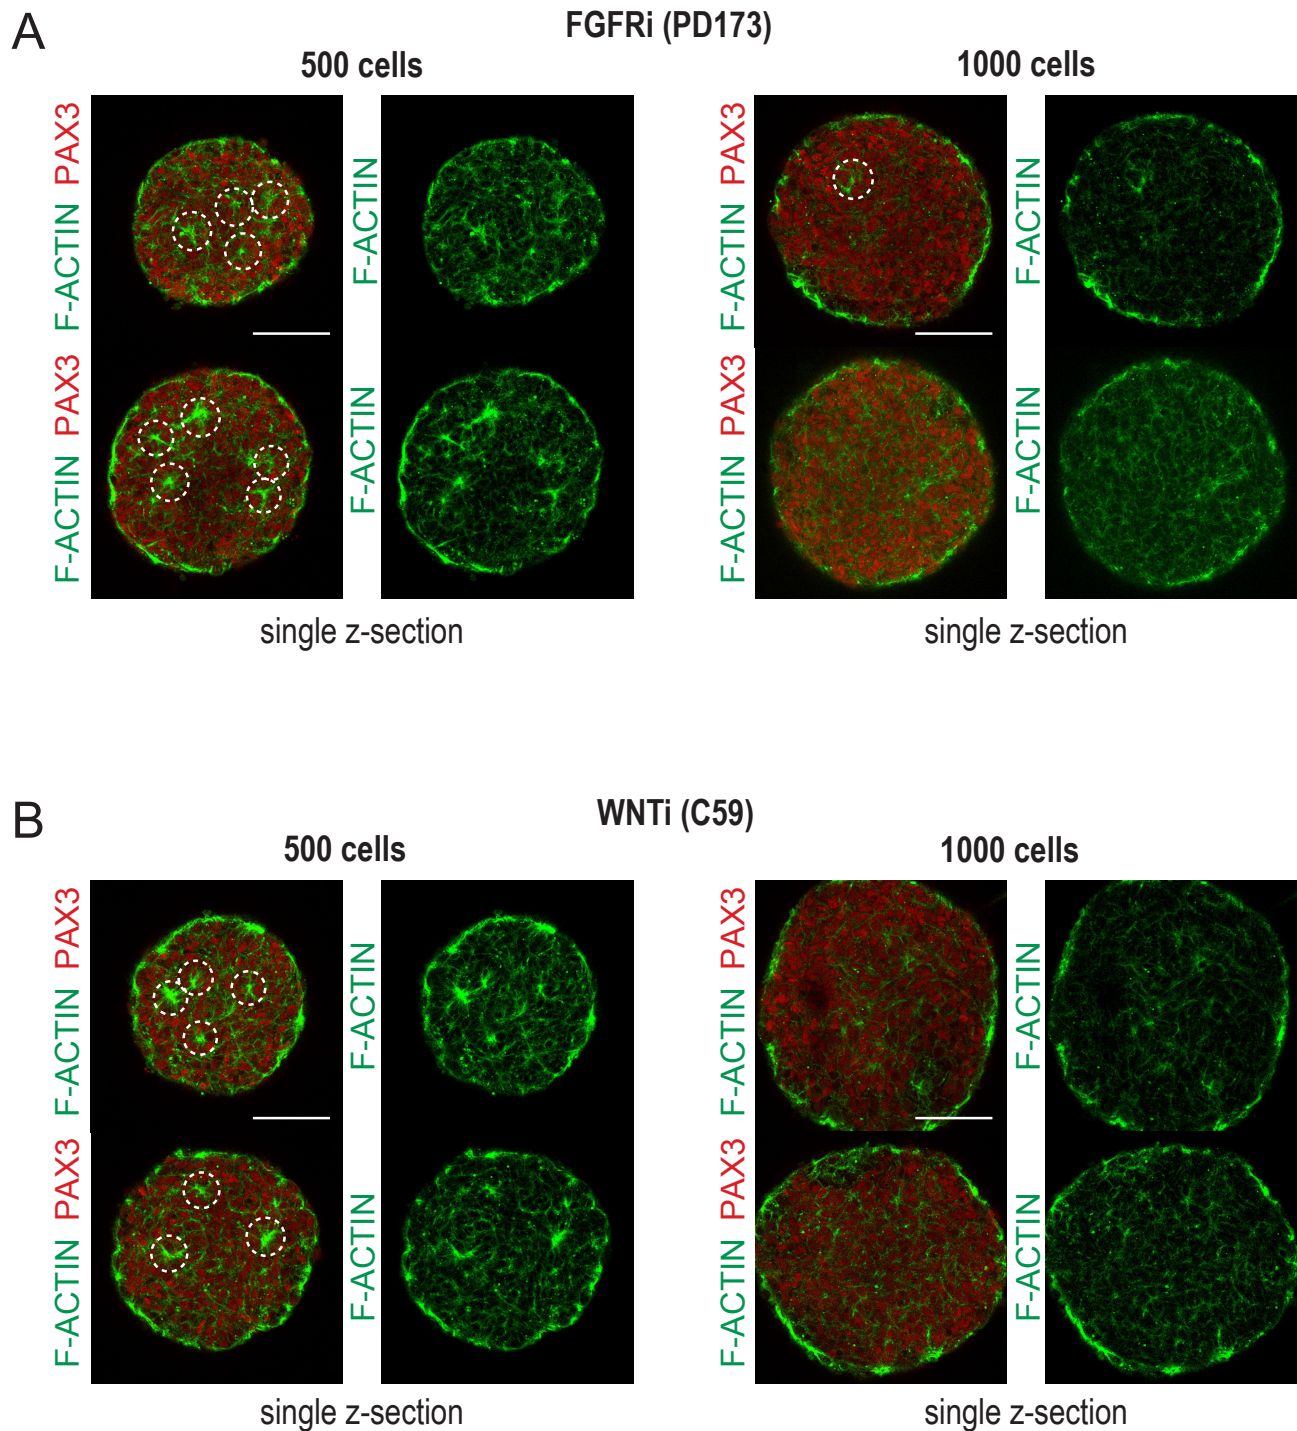 A
FGFRi (PD173)
500 cells
1000 cells
F-ACTIN PAX3
F-ACTIN
F-ACTIN PAX3
F-ACTIN
F-ACTIN PAX3
F-ACTIN
F-ACTIN PAX3
F-ACTIN
single z-section
single z-section
B
WNTi (C59)
500 cells
1000 cells
F-ACTIN PAX3
F-ACTIN
F-ACTIN PAX3
F-ACTIN
F-ACTIN PAX3
F-ACTIN
F-ACTIN PAX3
F-ACTIN
single z-section
single z-section